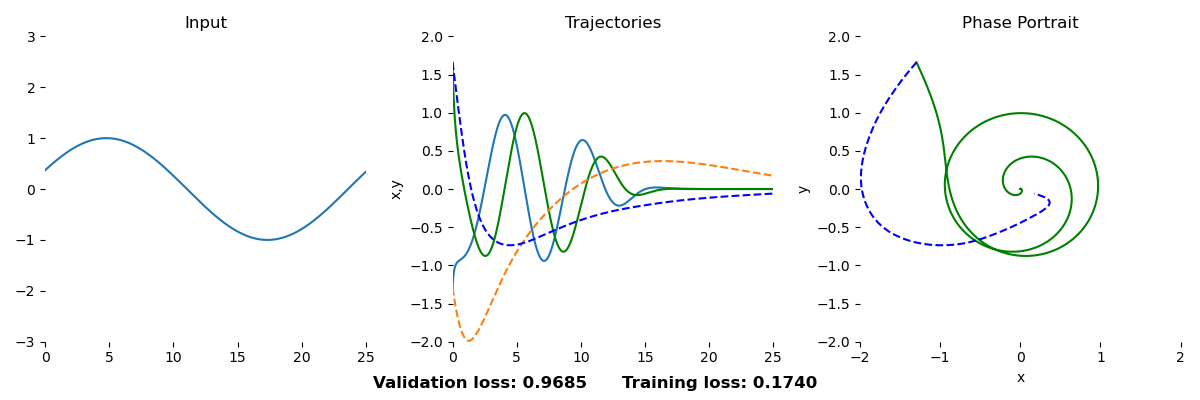 Input
3
2
1
0
−1
−2
−3
0 5 10 15 20 25
Trajectories
x,y
2.0
1.5
1.0
0.5
0.0
−0.5
−1.0
−1.5
−2.0
0 5 10 15 20 25
Phase Portrait
y
2.0
1.5
1.0
0.5
0.0
−0.5
−1.0
−1.5
−2.0
−2 −1 0 1 2
x
Validation loss: 0.9685 Training loss: 0.1740